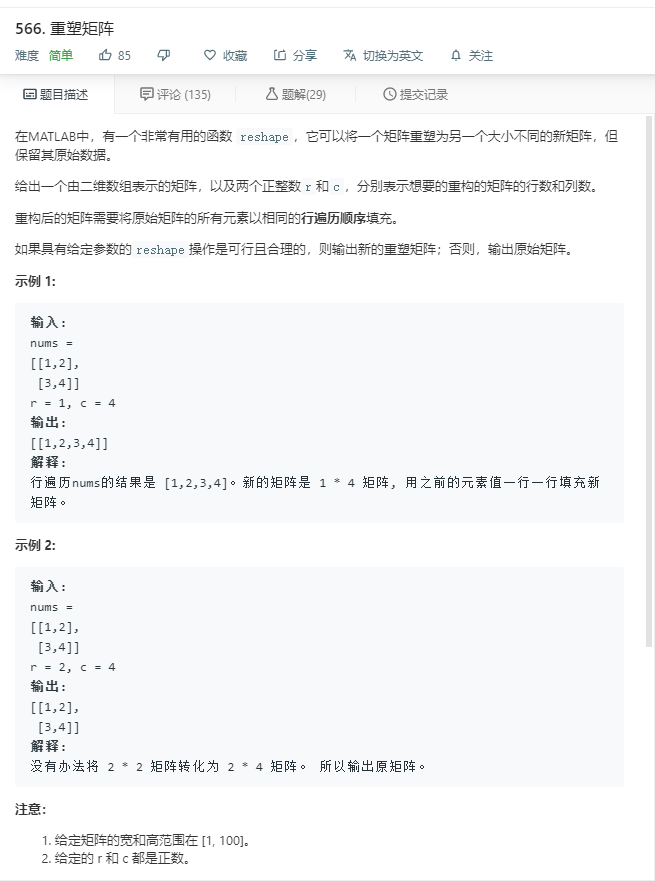 566. 重塑矩阵
难度 简单 85 收藏 分享 切换为英文 关注
题目描述 评论 (135) 题解(29) 提交记录
在MATLAB中，有一个非常有用的函数 reshape ，它可以将一个矩阵重塑为另一个大小不同的新矩阵，但
保留其原始数据。
给出一个由二维数组表示的矩阵，以及两个正整数 r 和 c ，分别表示想要的重构的矩阵的行数和列数。
重构后的矩阵需要将原始矩阵的所有元素以相同的行遍历顺序填充。
如果具有给定参数的 reshape 操作是可行且合理的，则输出新的重塑矩阵；否则，输出原始矩阵。
示例 1:
输入:
nums =
[[1,2],
[3,4]]
r = 1, c = 4
输出:
[[1,2,3,4]]
解释:
行遍历nums的结果是 [1,2,3,4]。新的矩阵是 1 * 4 矩阵, 用之前的元素值一行一行填充新
矩阵。
示例 2:
输入:
nums =
[[1,2],
[3,4]]
r = 2, c = 4
输出:
[[1,2],
[3,4]]
解释:
没有办法将 2 * 2 矩阵转化为 2 * 4 矩阵。 所以输出原矩阵。
注意：
1. 给定矩阵的宽和高范围在 [1, 100]。
2. 给定的 r 和 c 都是正数。